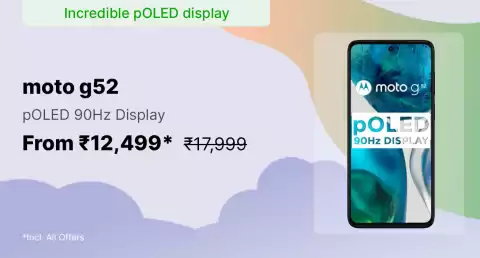 Incredible pOLED display
moto g52
pOLED 90Hz Display
From ₹12,499* ₹17,999
*Incl. All Offers
moto g52
pOLED
90Hz DISPLAY